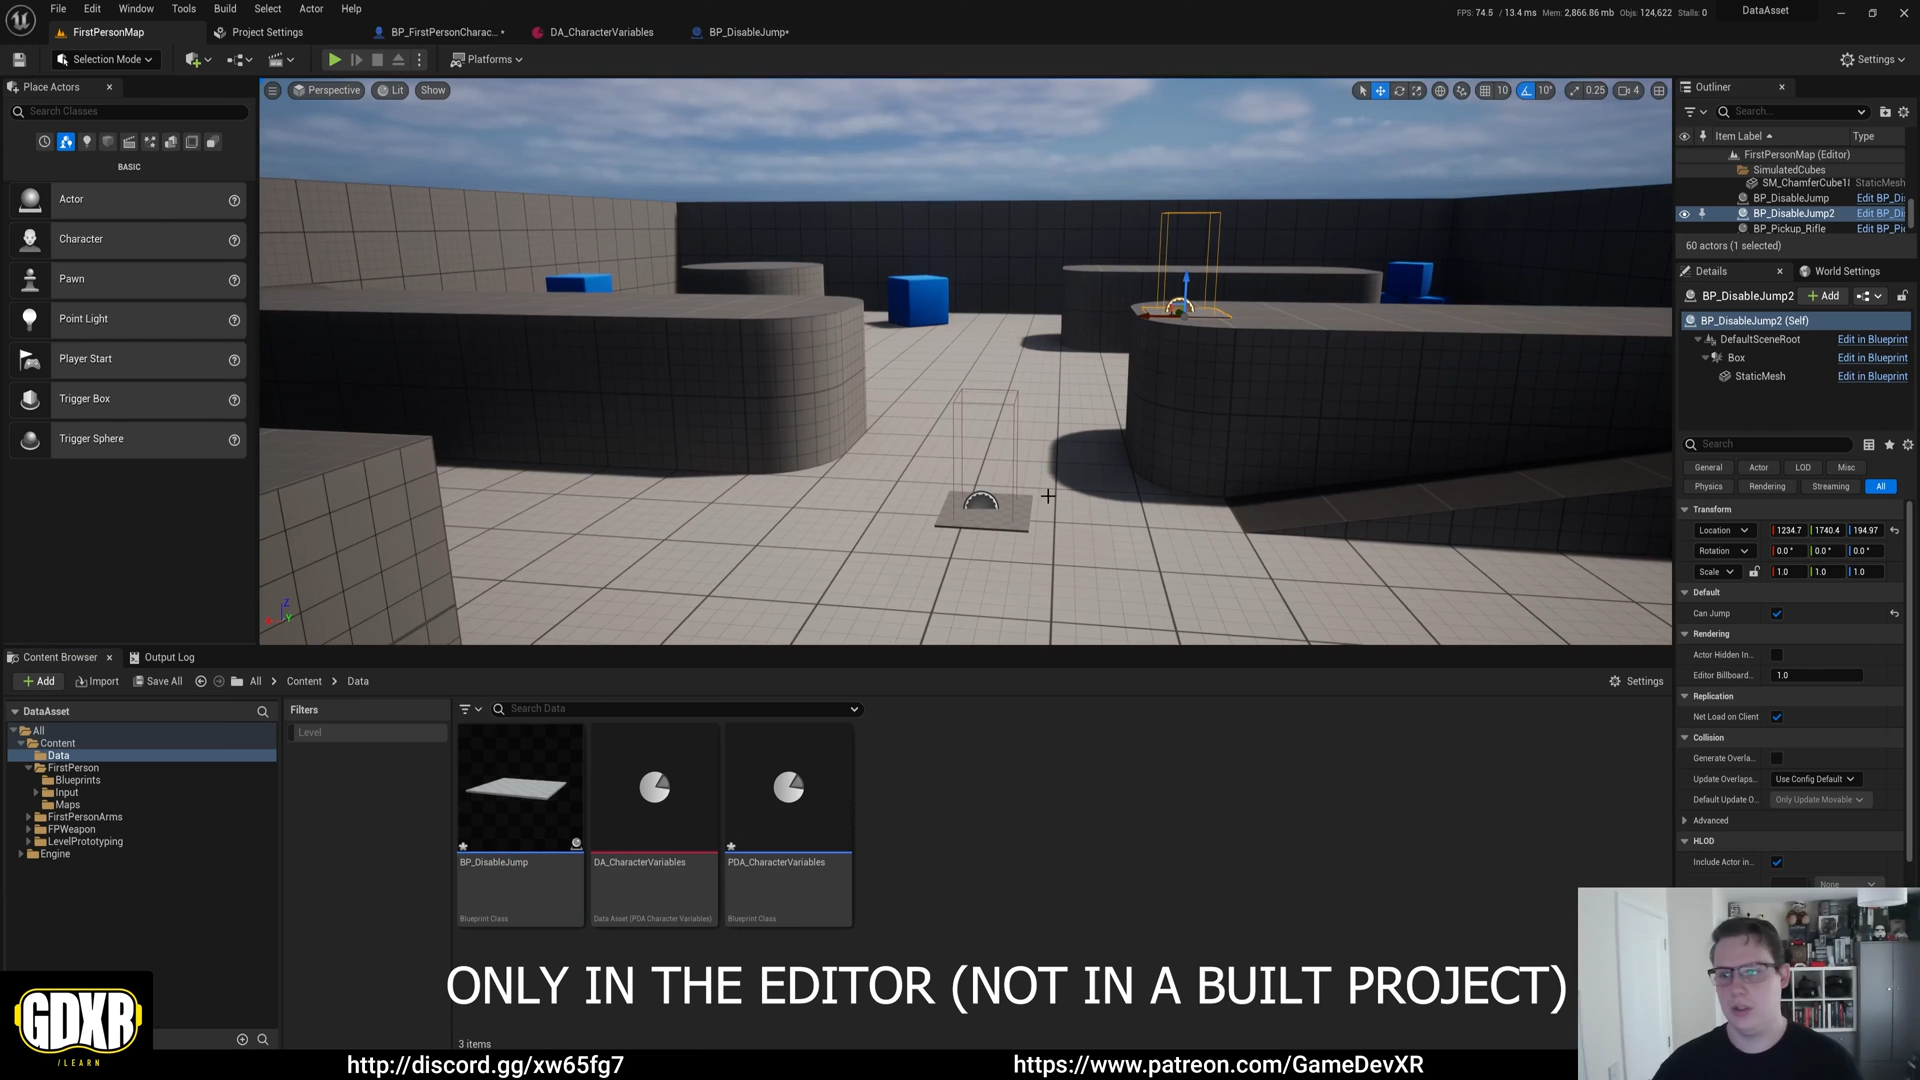 File Edit Window Tools Build Select Actor Help
FPS: 74.5 / 13.4 ms Mem: 2,866.86 mb Objs: 124,622 Stalls: 0
DataAsset
FirstPersonMap
Project Settings
BP_FirstPersonCharac... *
DA_CharacterVariables
BP_DisableJump*
Selection Mode
Platforms
Settings
Place Actors
Search Classes
BASIC
Actor
Character
Pawn
Point Light
Player Start
Trigger Box
Trigger Sphere
Perspective
Lit
Show
10
10°
0.25
4
Z
X
Y
Outliner
Search...
Item Label
Type
FirstPersonMap (Editor)
SimulatedCubes
SM_ChamferCube1 StaticMesh
BP_DisableJump Edit BP_Di
BP_DisableJump2 Edit BP_Di
BP_Pickup_Rifle Edit BP_Pic
60 actors (1 selected)
Details
World Settings
BP_DisableJump2
Add
BP_DisableJump2 (Self)
DefaultSceneRoot Edit in Blueprint
Box Edit in Blueprint
StaticMesh Edit in Blueprint
Search
General Actor LOD Misc
Physics Rendering Streaming All
Transform
Location 1234.7 1740.4 194.97
Rotation 0.0° 0.0° 0.0°
Scale 1.0 1.0 1.0
Default
Can Jump
Rendering
Actor Hidden In...
Editor Billboard... 1.0
Replication
Net Load on Client
Collision
Generate Overla...
Update Overlaps... Use Config Default
Default Update O... Only Update Movable
Advanced
HLOD
Include Actor in...
None
Content Browser
Output Log
Add
Import
Save All
All > Content > Data
Settings
DataAsset
All
Content
Data
FirstPerson
Blueprints
Input
Maps
FirstPersonArms
FPWeapon
LevelPrototyping
Engine
Filters
Level
Search Data
BP_DisableJump
Blueprint Class
DA_CharacterVariables
Data Asset (PDA Character Variables)
PDA_CharacterVariables
Blueprint Class
3 items
ONLY IN THE EDITOR (NOT IN A BUILT PROJECT)
GDXR
/LEARN
http://discord.gg/xw65fg7
https://www.patreon.com/GameDevXR